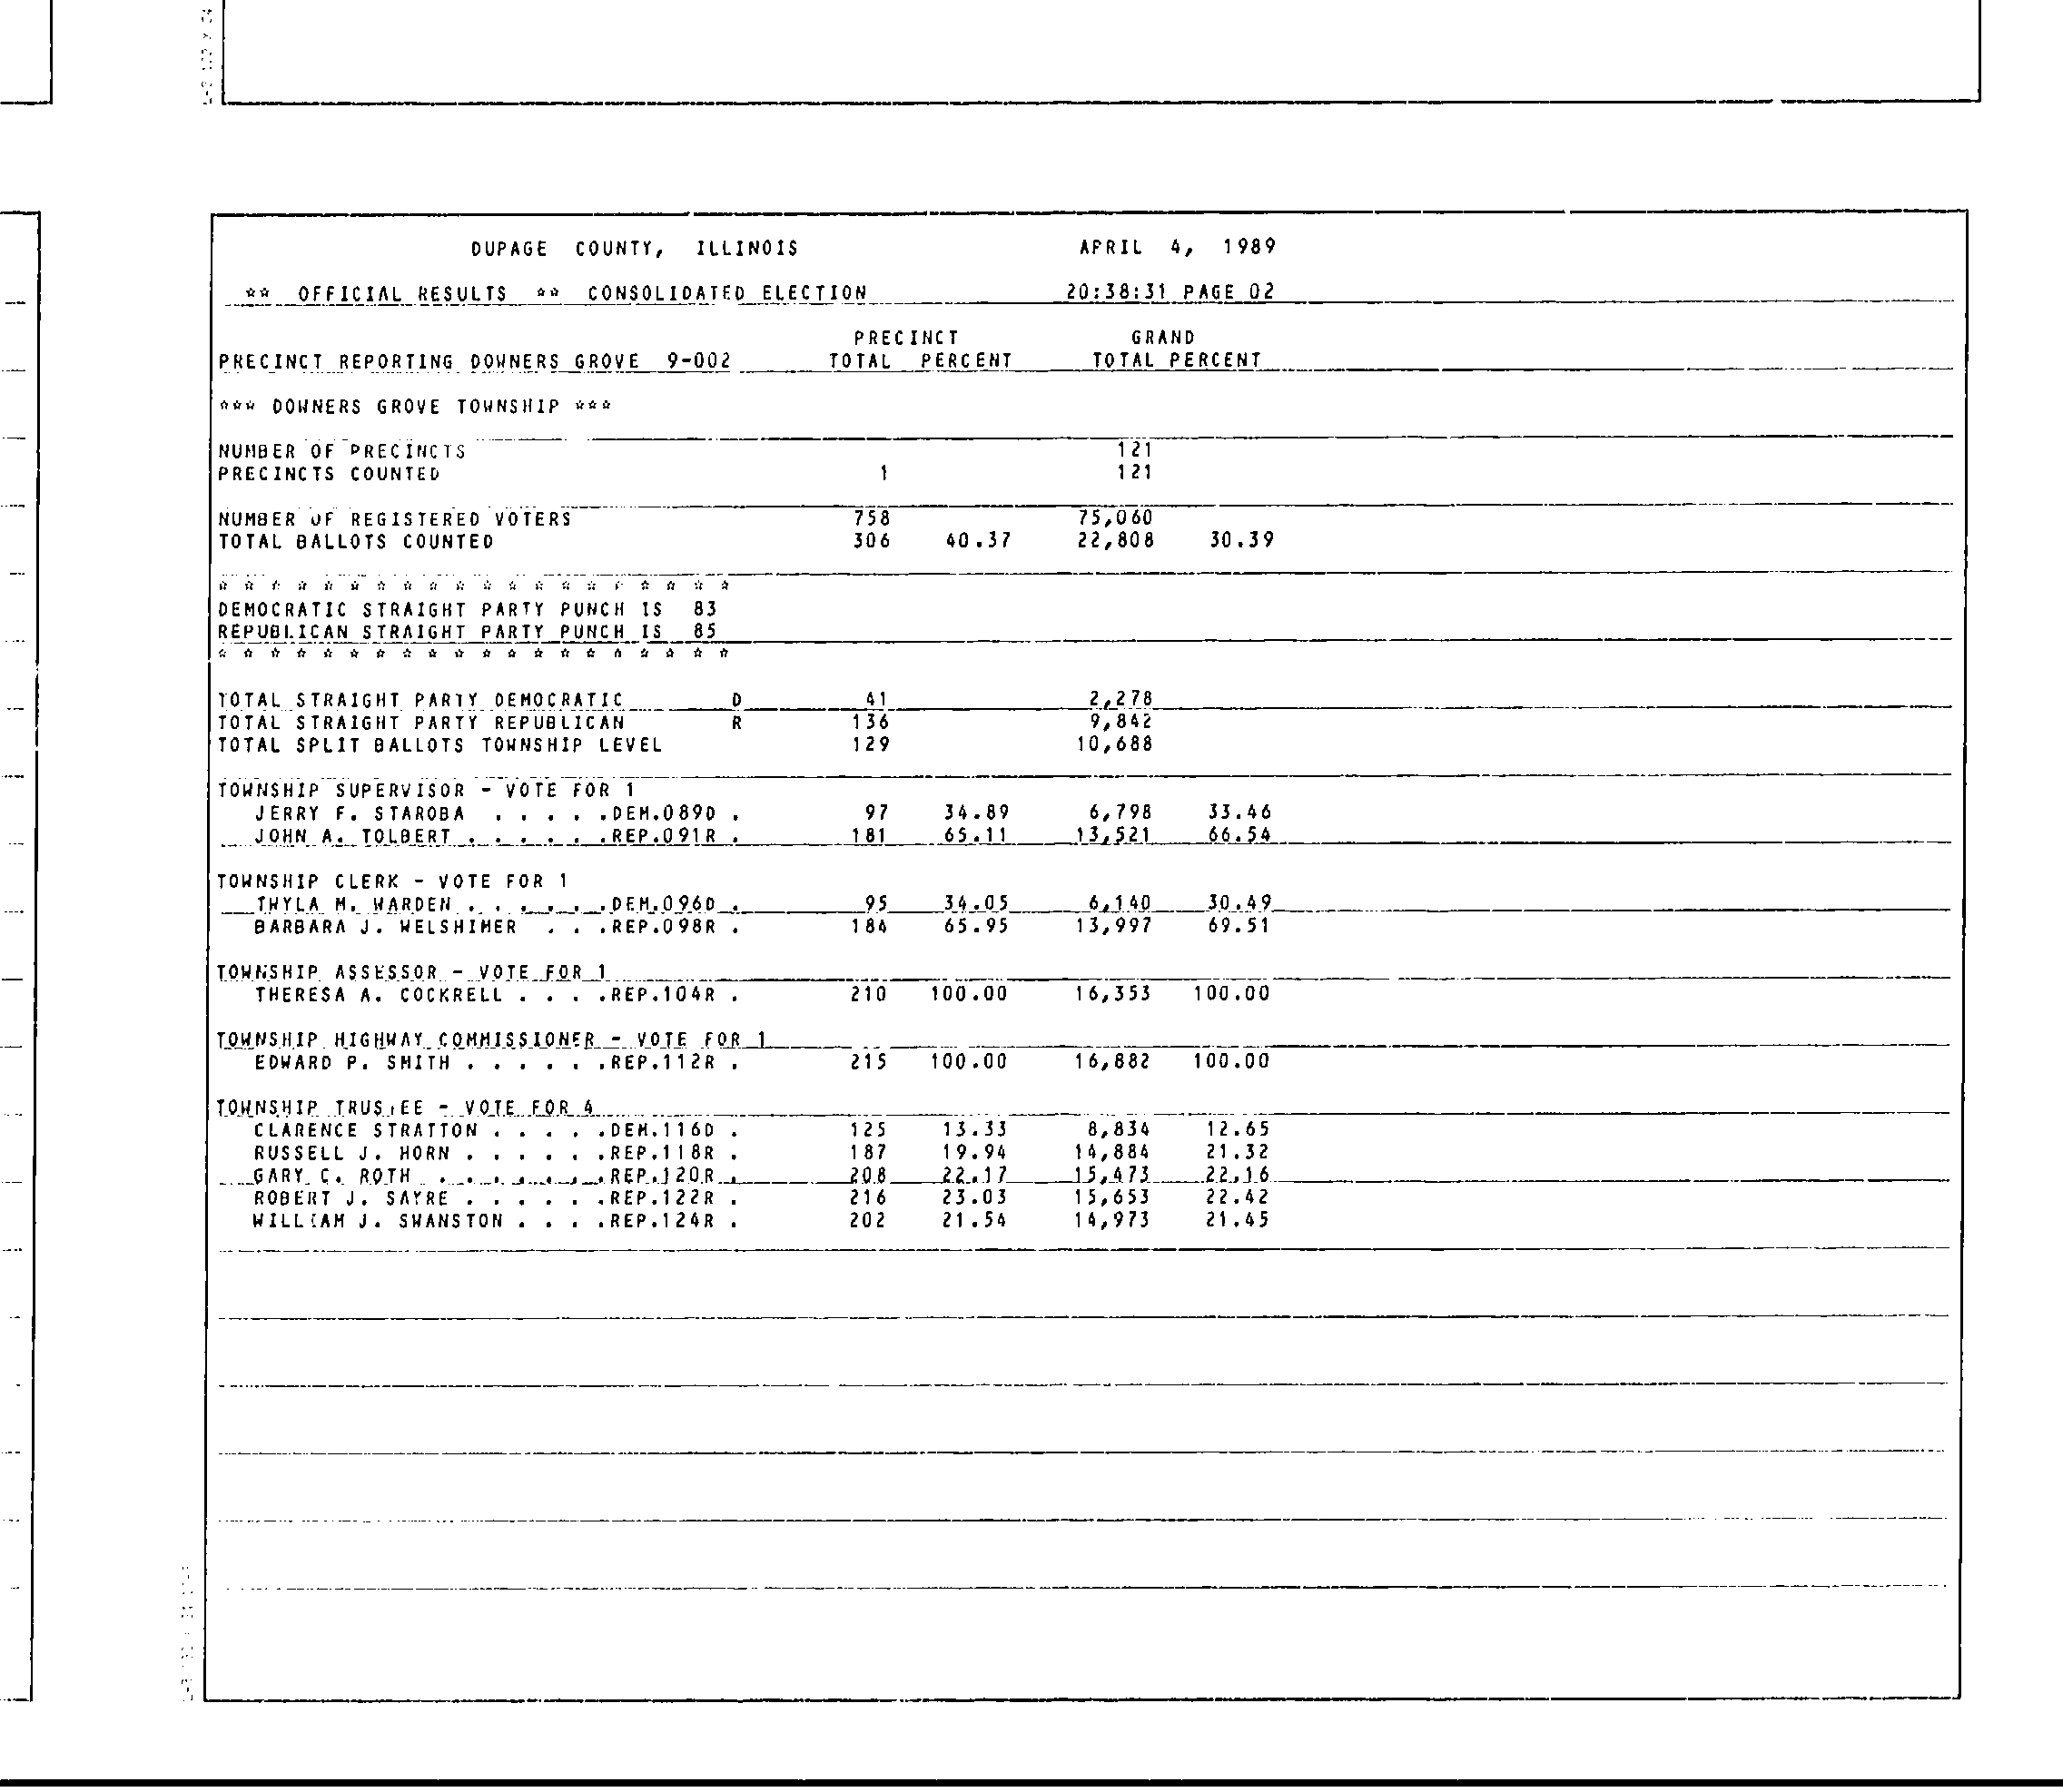 DUPAGE COUNTY, ILLINOIS APRIL 4, 1989
** OFFICIAL RESULTS ** CONSOLIDATED ELECTION 20:38:31 PAGE 02
PRECINCT GRAND
PRECINCT REPORTING DOWNERS GROVE 9-002 TOTAL PERCENT TOTAL PERCENT
*** DOWNERS GROVE TOWNSHIP ***
NUMBER OF PRECINCTS 121
PRECINCTS COUNTED 1 121
NUMBER OF REGISTERED VOTERS 758 75,060
TOTAL BALLOTS COUNTED 306 40.37 22,808 30.39
* * * * * * * * * * * * * * * * * * * *
DEMOCRATIC STRAIGHT PARTY PUNCH IS 83
REPUBLICAN STRAIGHT PARTY PUNCH IS 85
* * * * * * * * * * * * * * * * * * * *
TOTAL STRAIGHT PARTY DEMOCRATIC D 41 2,278
TOTAL STRAIGHT PARTY REPUBLICAN R 136 9,842
TOTAL SPLIT BALLOTS TOWNSHIP LEVEL 129 10,688
TOWNSHIP SUPERVISOR - VOTE FOR 1
JERRY F. STAROBA . . . . .DEM.089D . 97 34.89 6,798 33.46
JOHN A. TOLBERT . . . . . .REP.091R . 181 65.11 13,521 66.54
TOWNSHIP CLERK - VOTE FOR 1
THYLA M. WARDEN . . . . . .DEM.096D . 95 34.05 6,140 30.49
BARBARA J. WELSHIMER . . .REP.098R . 184 65.95 13,997 69.51
TOWNSHIP ASSESSOR - VOTE FOR 1
THERESA A. COCKRELL . . . .REP.104R . 210 100.00 16,353 100.00
TOWNSHIP HIGHWAY COMMISSIONER - VOTE FOR 1
EDWARD P. SMITH . . . . . .REP.112R . 215 100.00 16,882 100.00
TOWNSHIP TRUSTEE - VOTE FOR 4
CLARENCE STRATTON . . . . .DEM.116D . 125 13.33 8,834 12.65
RUSSELL J. HORN . . . . . .REP.118R . 187 19.94 14,884 21.32
GARY C. ROTH . . . . . . .REP.120R . 208 22.17 15,473 22.16
ROBERT J. SAYRE . . . . . .REP.122R . 216 23.03 15,653 22.42
WILLIAM J. SWANSTON . . . .REP.124R . 202 21.54 14,973 21.45